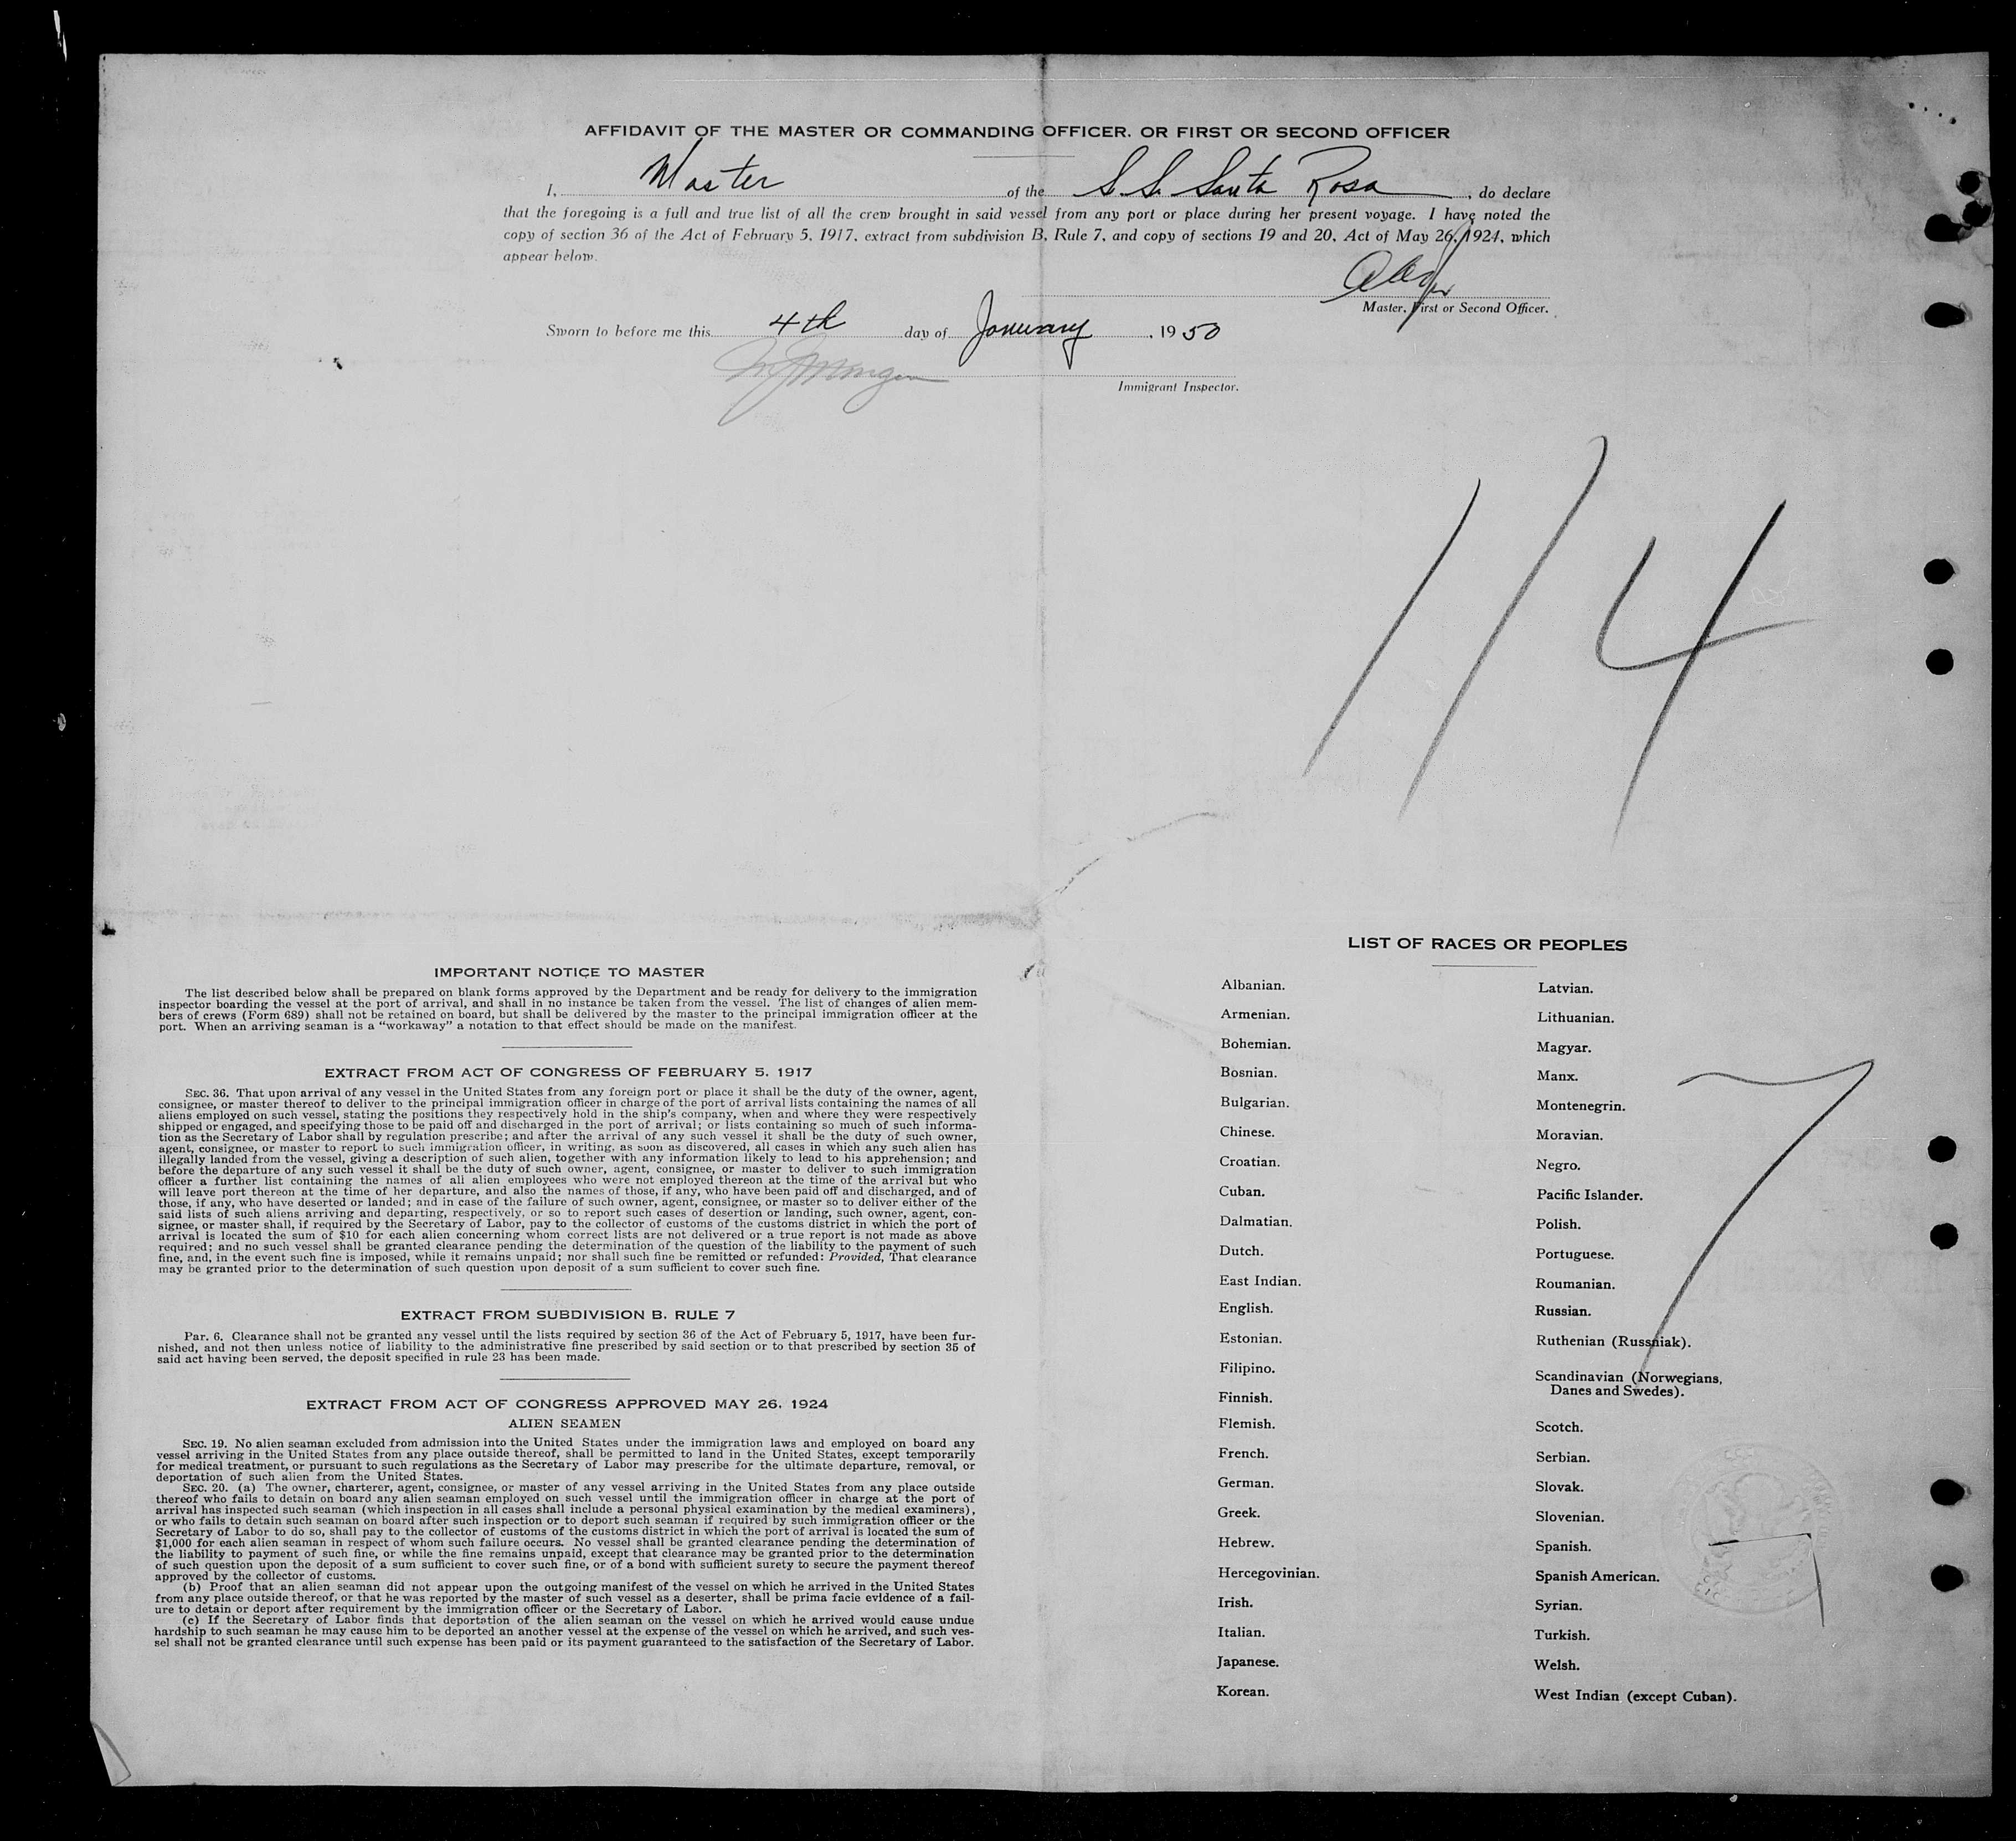 AFFIDAVIT OF THE MASTER OR COMMANDING OFFICER, OR FIRST OR SECOND OFFICER
I, Master of the S.S. Santa Rosa, do declare
that the foregoing is a full and true list of all the crew brought in said vessel from any port or place during her present voyage. I have noted the
copy of section 36 of the Act of February 5, 1917, extract from subdivision B, Rule 7, and copy of sections 19 and 20, Act of May 26, 1924, which
appear below.
Master, First or Second Officer.
Sworn to before me this 4th day of January, 1950
Immigrant Inspector.
114
IMPORTANT NOTICE TO MASTER
The list described below shall be prepared on blank forms approved by the Department and be ready for delivery to the immigration
inspector boarding the vessel at the port of arrival, and shall in no instance be taken from the vessel. The list of changes of alien mem-
bers of crews (Form 689) shall not be retained on board, but shall be delivered by the master to the principal immigration officer at the
port. When an arriving seaman is a "workaway" a notation to that effect should be made on the manifest.
EXTRACT FROM ACT OF CONGRESS OF FEBRUARY 5, 1917
SEC. 36. That upon arrival of any vessel in the United States from any foreign port or place it shall be the duty of the owner, agent,
consignee, or master thereof to deliver to the principal immigration officer in charge of the port of arrival lists containing the names of all
aliens employed on such vessel, stating the positions they respectively hold in the ship's company, when and where they were respectively
shipped or engaged, and specifying those to be paid off and discharged in the port of arrival; or lists containing so much of such informa-
tion as the Secretary of Labor shall by regulation prescribe; and after the arrival of any such vessel it shall be the duty of such owner,
agent, consignee, or master to report to such immigration officer, in writing, as soon as discovered, all cases in which any such alien has
illegally landed from the vessel, giving a description of such alien, together with any information likely to lead to his apprehension; and
before the departure of any such vessel it shall be the duty of such owner, agent, consignee, or master to deliver to such immigration
officer a further list containing the names of all alien employees who were not employed thereon at the time of the arrival but who
will leave port thereon at the time of her departure, and also the names of those, if any, who have been paid off and discharged, and of
those, if any, who have deserted or landed; and in case of the failure of such owner, agent, consignee, or master so to deliver either of the
said lists of such aliens arriving and departing, respectively, or so to report such cases of desertion or landing, such owner, agent, con-
signee, or master shall, if required by the Secretary of Labor, pay to the collector of customs of the customs district in which the port of
arrival is located the sum of $10 for each alien concerning whom correct lists are not delivered or a true report is not made as above
required; and no such vessel shall be granted clearance pending the determination of the question of the liability to the payment of such
fine, and, in the event such fine is imposed, while it remains unpaid; nor shall such fine be remitted or refunded: Provided, That clearance
may be granted prior to the determination of such question upon deposit of a sum sufficient to cover such fine.
EXTRACT FROM SUBDIVISION B, RULE 7
Par. 6. Clearance shall not be granted any vessel until the lists required by section 36 of the Act of February 5, 1917, have been fur-
nished, and not then unless notice of liability to the administrative fine prescribed by said section or to that prescribed by section 35 of
said act having been served, the deposit specified in rule 23 has been made.
EXTRACT FROM ACT OF CONGRESS APPROVED MAY 26, 1924
ALIEN SEAMEN
SEC. 19. No alien seaman excluded from admission into the United States under the immigration laws and employed on board any
vessel arriving in the United States from any place outside thereof, shall be permitted to land in the United States, except temporarily
for medical treatment, or pursuant to such regulations as the Secretary of Labor may prescribe for the ultimate departure, removal, or
deportation of such alien from the United States.
SEC. 20. (a) The owner, charterer, agent, consignee, or master of any vessel arriving in the United States from any place outside
thereof who fails to detain on board any alien seaman employed on such vessel until the immigration officer in charge at the port of
arrival has inspected such seaman (which inspection in all cases shall include a personal physical examination by the medical examiners),
or who fails to detain such seaman on board after such inspection or to deport such seaman if required by such immigration officer or the
Secretary of Labor to do so, shall pay to the collector of customs of the customs district in which the port of arrival is located the sum of
$1,000 for each alien seaman in respect of whom such failure occurs. No vessel shall be granted clearance pending the determination of
the liability to payment of such fine, or while the fine remains unpaid, except that clearance may be granted prior to the determination
of such question upon the deposit of a sum sufficient to cover such fine, or of a bond with sufficient surety to secure the payment thereof
approved by the collector of customs.
(b) Proof that an alien seaman did not appear upon the outgoing manifest of the vessel on which he arrived in the United States
from any place outside thereof, or that he was reported by the master of such vessel as a deserter, shall be prima facie evidence of a fail-
ure to detain or deport after requirement by the immigration officer or the Secretary of Labor.
(c) If the Secretary of Labor finds that deportation of the alien seaman on the vessel on which he arrived would cause undue
hardship to such seaman he may cause him to be deported an another vessel at the expense of the vessel on which he arrived, and such ves-
sel shall not be granted clearance until such expense has been paid or its payment guaranteed to the satisfaction of the Secretary of Labor.
LIST OF RACES OR PEOPLES
Albanian.
Armenian.
Bohemian.
Bosnian.
Bulgarian.
Chinese.
Croatian.
Cuban.
Dalmatian.
Dutch.
East Indian.
English.
Estonian.
Filipino.
Finnish.
Flemish.
French.
German.
Greek.
Hebrew.
Hercegovinian.
Irish.
Italian.
Japanese.
Korean.
Latvian.
Lithuanian.
Magyar.
Manx.
Montenegrin.
Moravian.
Negro.
Pacific Islander.
Polish.
Portuguese.
Roumanian.
Russian.
Ruthenian (Russniak).
Scandinavian (Norwegians,
Danes and Swedes).
Scotch.
Serbian.
Slovak.
Slovenian.
Spanish.
Spanish American.
Syrian.
Turkish.
Welsh.
West Indian (except Cuban).
7
7